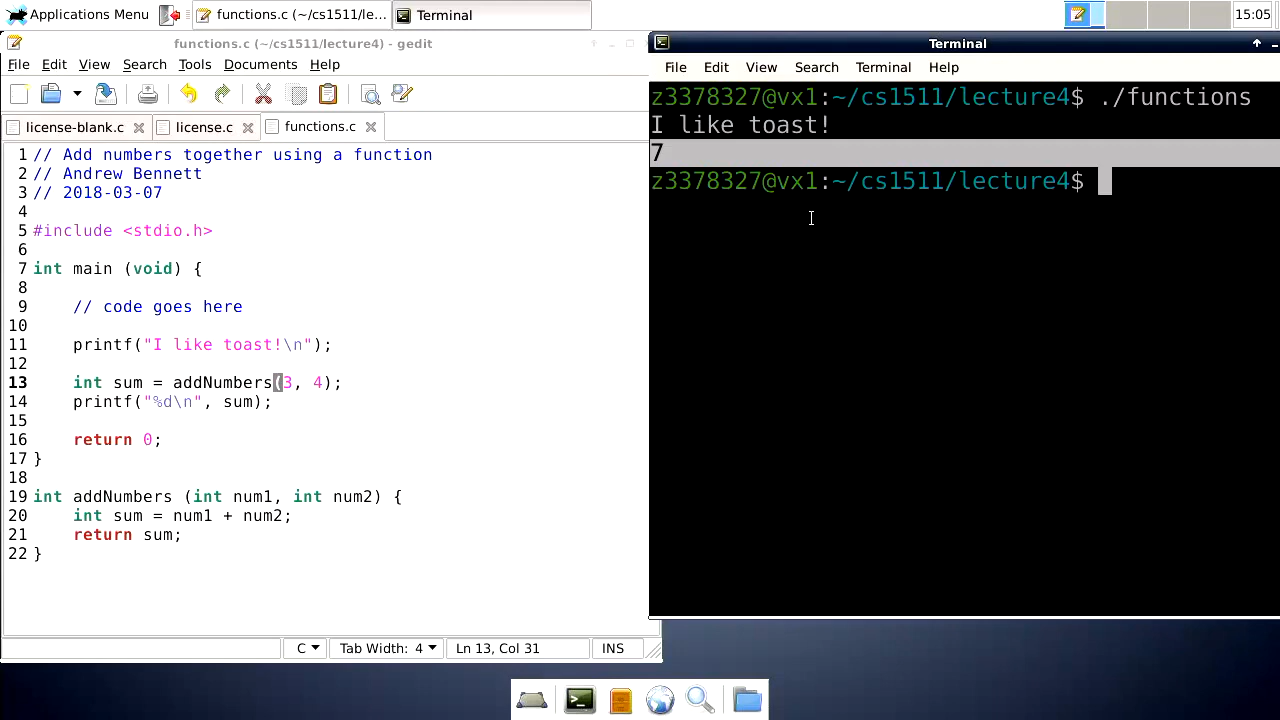 Applications Menu
functions.c (~/cs1511/le...
Terminal
15:05
functions.c (~/cs1511/lecture4) - gedit
File Edit View Search Tools Documents Help
license-blank.c
license.c
functions.c
1 // Add numbers together using a function
2 // Andrew Bennett
3 // 2018-03-07
4
5 #include <stdio.h>
6
7 int main (void) {
8
9     // code goes here
10
11     printf("I like toast!\n");
12
13     int sum = addNumbers(3, 4);
14     printf("%d\n", sum);
15
16     return 0;
17 }
18
19 int addNumbers (int num1, int num2) {
20     int sum = num1 + num2;
21     return sum;
22 }
C
Tab Width: 4
Ln 13, Col 31
INS
Terminal
File Edit View Search Terminal Help
z3378327@vx1:~/cs1511/lecture4$ ./functions
I like toast!
7
z3378327@vx1:~/cs1511/lecture4$